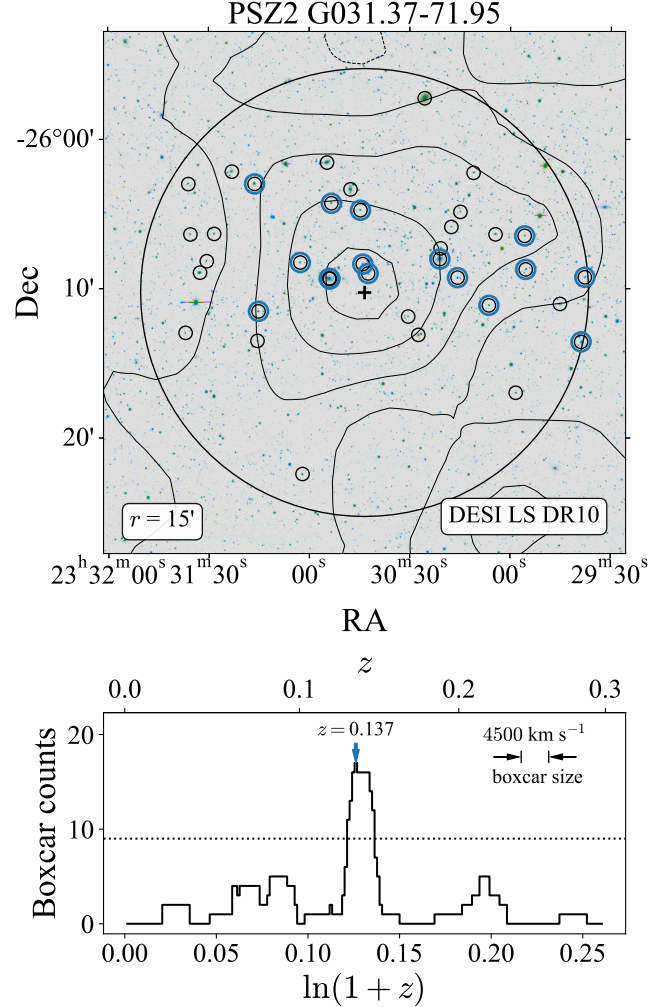 PSZ2 G031.37-71.95
-26°00'
10'
20'
Dec
r = 15'
DESI LS DR10
23ʰ32ᵐ00ˢ 31ᵐ30ˢ 00ˢ 30ᵐ30ˢ 00ˢ 29ᵐ30ˢ
RA
z
0.0 0.1 0.2 0.3
z = 0.137
4500 km s⁻¹
boxcar size
20
10
0
Boxcar counts
0.00 0.05 0.10 0.15 0.20 0.25
ln(1 + z)